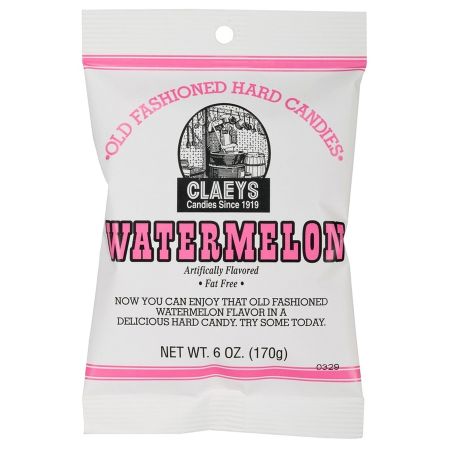 • OLD FASHIONED HARD CANDIES •
CLAEYS
Candies Since 1919
WATERMELON
Artificially Flavored
• Fat Free •
NOW YOU CAN ENJOY THAT OLD FASHIONED
WATERMELON FLAVOR IN A
DELICIOUS HARD CANDY. TRY SOME TODAY.
NET WT. 6 OZ. (170g)
0329